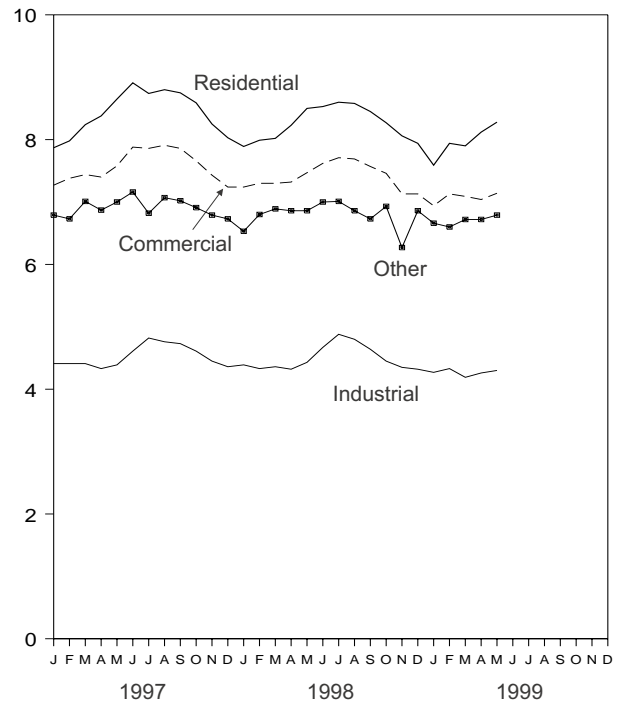 10
Residential
8
Commercial
6
Other
4
Industrial
2
0
J F M A M J J A S O N D J F M A M J J A S O N D J F M A M J J A S O N D
1997 1998 1999